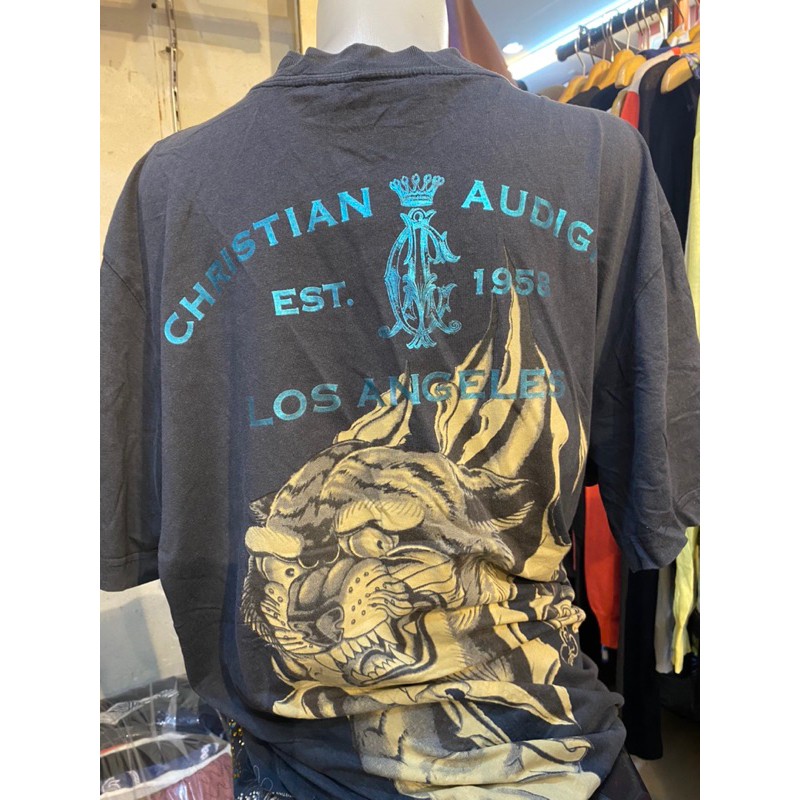 CHRISTIAN AUDIG
EST. 1958
LOS ANGELES